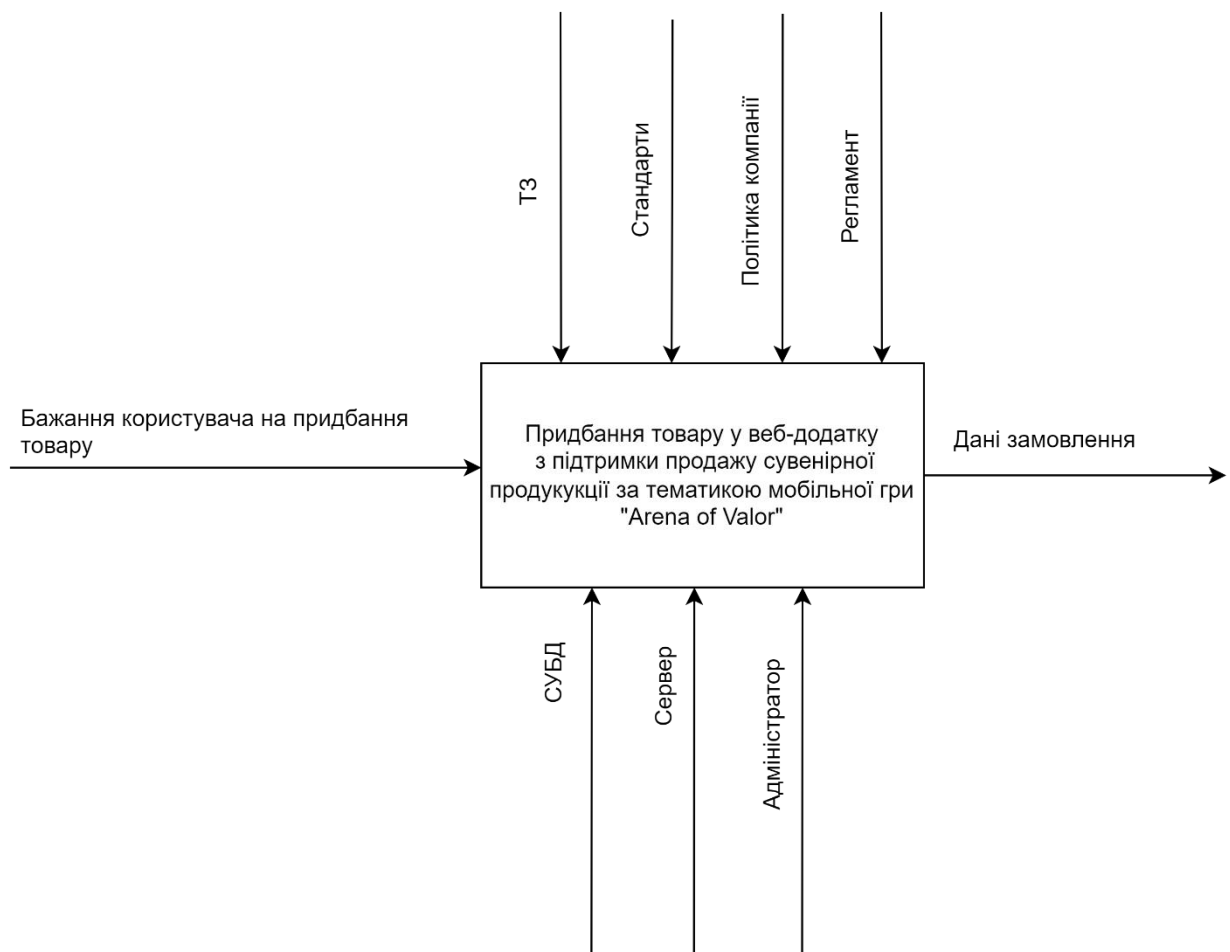 ТЗ
Стандарти
Політика компанії
Регламент
Бажання користувача на придбання
товару
Придбання товару у веб-додатку
з підтримки продажу сувенірної
продукукції за тематикою мобільної гри
"Arena of Valor"
Дані замовлення
СУБД
Сервер
Адміністратор